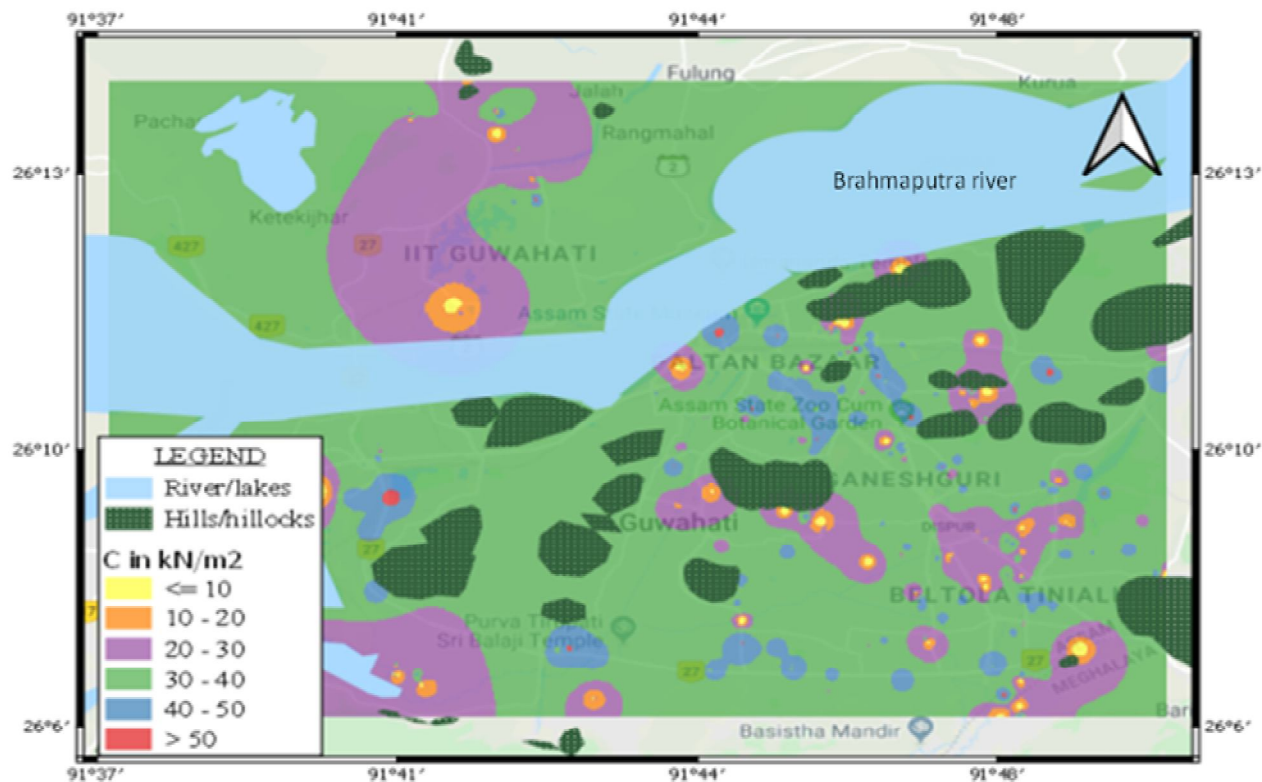 91°37′ 91°41′ 91°44′ 91°48′
Fulung
Kurua
Jalah
Pacha
Rangmahal
2
26°13′ 26°13′
Brahmaputra river
Ketekijhar
427 27 IIT GUWAHATI
427 Assam State
ALTAN BAZAAR
Assam State Zoo Cum
Botanical Garden
26°10′ 26°10′
LEGEND
River/lakes
Hills/hillocks
C in kN/m2
<= 10
10 - 20
20 - 30
30 - 40
40 - 50
> 50
GANESHGURI
Guwahati
DISPUR
27
BELTOLA TINIALI
7
Purva Tirupati
Sri Balaji Temple
27
27
ASSAM
MEGHALAYA
Bar
26°6′ 26°6′
Basistha Mandir
91°37′ 91°41′ 91°44′ 91°48′